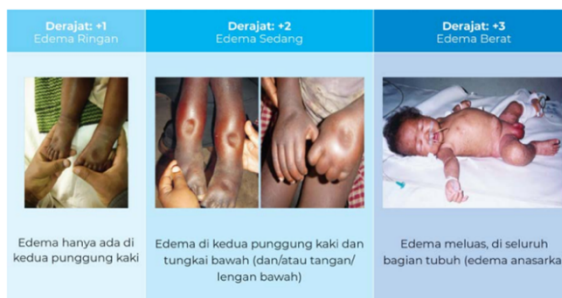 Derajat: +1
Edema Ringan
Derajat: +2
Edema Sedang
Derajat: +3
Edema Berat
Edema hanya ada di
kedua punggung kaki
Edema di kedua punggung kaki dan
tungkai bawah (dan/atau tangan/
lengan bawah)
Edema meluas, di seluruh
bagian tubuh (edema anasarka